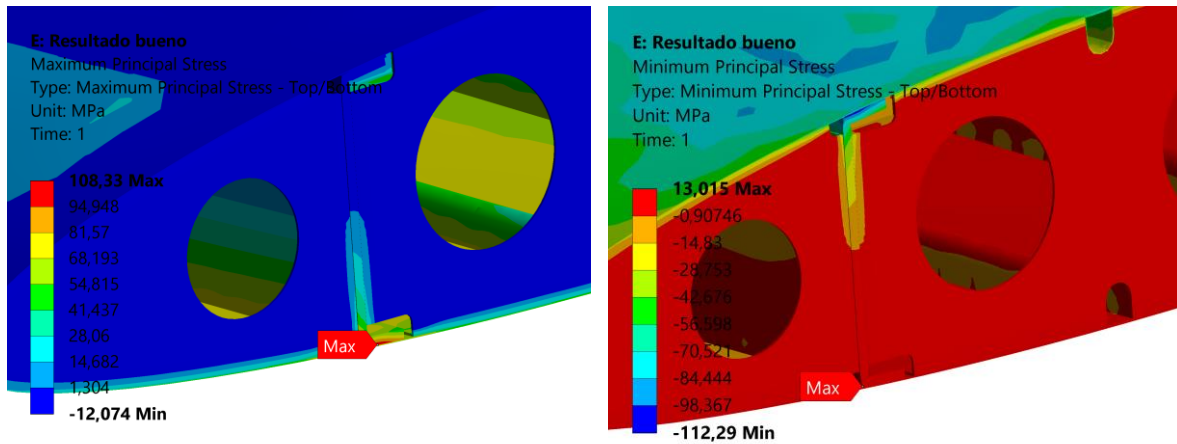 E: Resultado bueno
Maximum Principal Stress
Type: Maximum Principal Stress - Top/Bottom
Unit: MPa
Time: 1
108,33 Max
94,948
81,57
68,193
54,815
41,437
28,06
14,682
1,304
-12,074 Min
Max
E: Resultado bueno
Minimum Principal Stress
Type: Minimum Principal Stress - Top/Bottom
Unit: MPa
Time: 1
13,015 Max
-0,90746
-14,83
-28,753
-42,676
-56,598
-70,521
-84,444
-98,367
-112,29 Min
Max